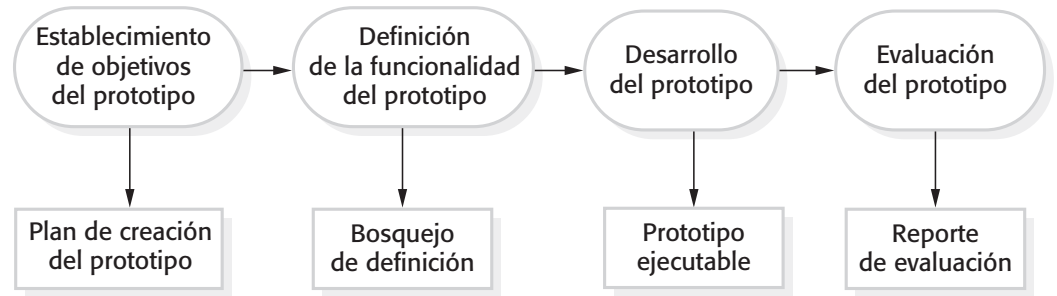 Establecimiento
de objetivos
del prototipo
Definición
de la funcionalidad
del prototipo
Desarrollo
del prototipo
Evaluación
del prototipo
Plan de creación
del prototipo
Bosquejo
de definición
Prototipo
ejecutable
Reporte
de evaluación